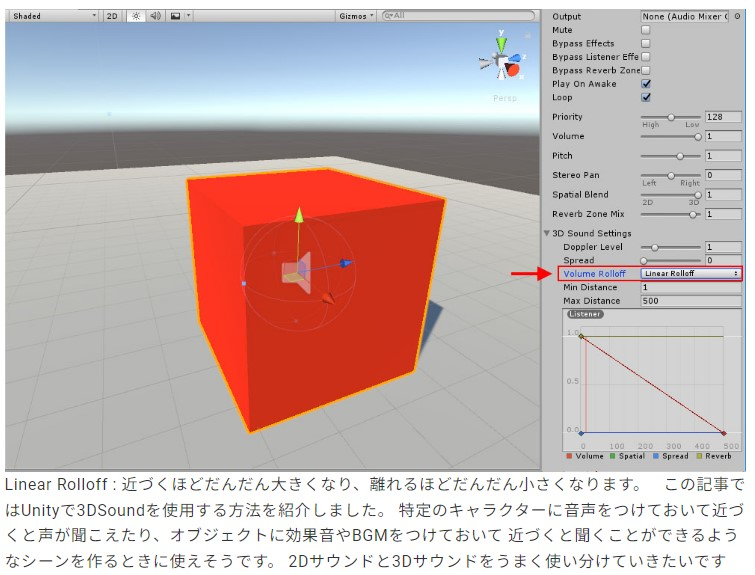 Shaded
2D
Gizmos
All
y
z
x
Persp
Output None (Audio Mixer G
Mute
Bypass Effects
Bypass Listener Effe
Bypass Reverb Zone
Play On Awake
Loop
Priority 128
High Low
Volume 1
Pitch 1
Stereo Pan 0
Left Right
Spatial Blend 1
2D 3D
Reverb Zone Mix 1
3D Sound Settings
Doppler Level 1
Spread 0
Volume Rolloff Linear Rolloff
Min Distance 1
Max Distance 500
Listener
1.0
0.5
0.0
0 100 200 300 400 500
Volume Spatial Spread Reverb
Linear Rolloff : 近づくほどだんだん大きくなり、離れるほどだんだん小さくなります。 この記事で
はUnityで3DSoundを使用する方法を紹介しました。 特定のキャラクターに音声をつけておいて近づ
くと声が聞こえたり、オブジェクトに効果音やBGMをつけておいて 近づくと聞くことができるよう
なシーンを作るときに使えそうです。 2Dサウンドと3Dサウンドをうまく使い分けていきたいです